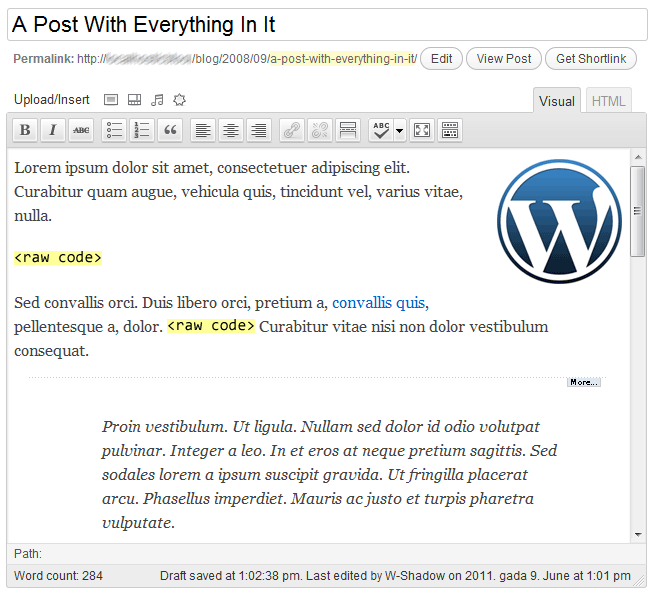 A Post With Everything In It
Permalink: http:// /blog/2008/09/a-post-with-everything-in-it/ Edit View Post Get Shortlink
Upload/Insert Visual HTML
B I ABC ABC
Lorem ipsum dolor sit amet, consectetuer adipiscing elit.
Curabitur quam augue, vehicula quis, tincidunt vel, varius vitae,
nulla.
<raw code>
Sed convallis orci. Duis libero orci, pretium a, convallis quis,
pellentesque a, dolor. <raw code> Curabitur vitae nisi non dolor vestibulum
consequat.
More...
Proin vestibulum. Ut ligula. Nullam sed dolor id odio volutpat
pulvinar. Integer a leo. In et eros at neque pretium sagittis. Sed
sodales lorem a ipsum suscipit gravida. Ut fringilla placerat
arcu. Phasellus imperdiet. Mauris ac justo et turpis pharetra
vulputate.
Path:
Word count: 284 Draft saved at 1:02:38 pm. Last edited by W-Shadow on 2011. gada 9. June at 1:01 pm